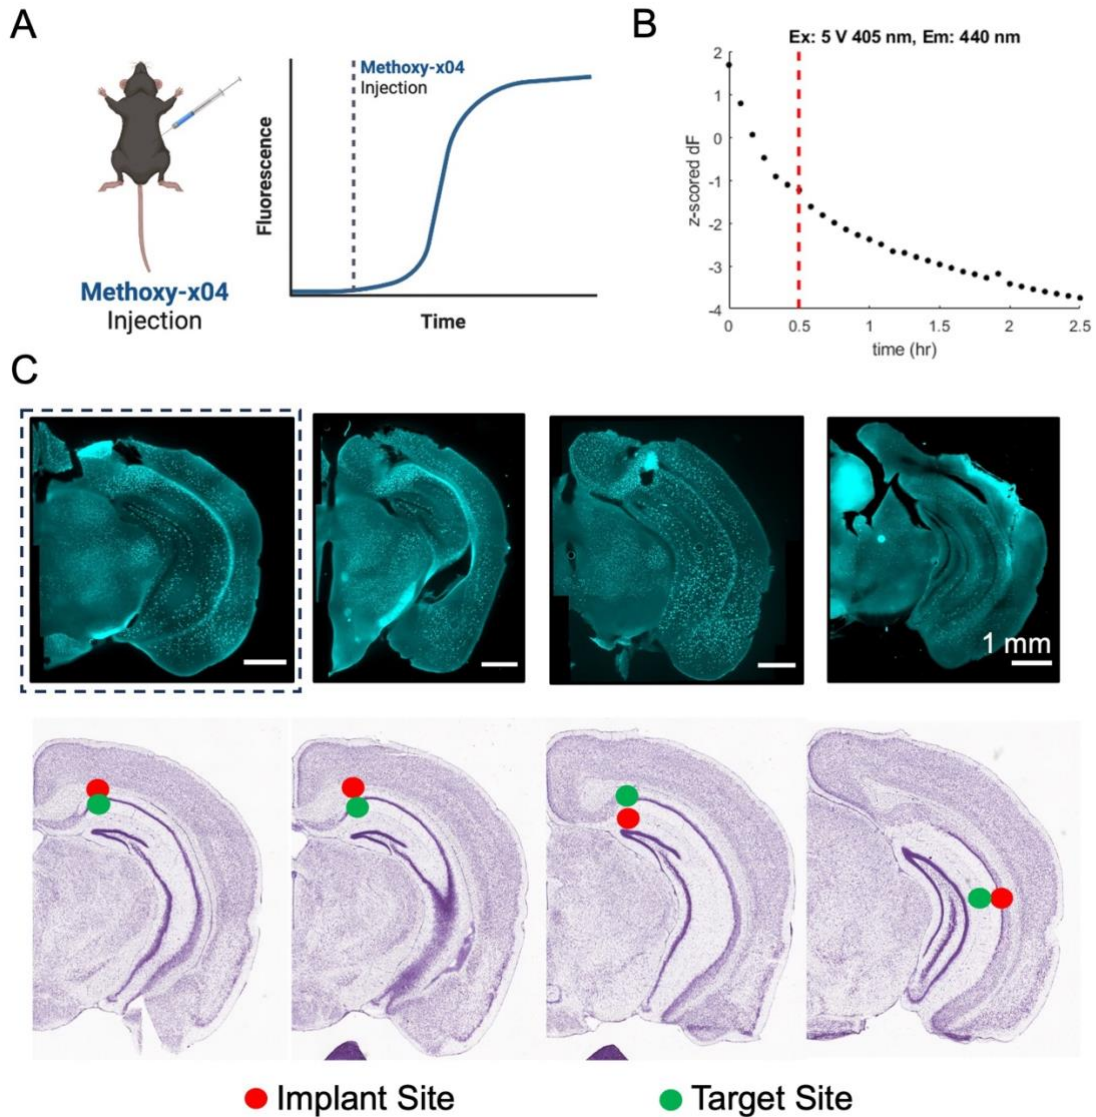 A
Methoxy-x04
Injection
Fluorescence
Methoxy-x04
Injection
Time
B
Ex: 5 V 405 nm, Em: 440 nm
z-scored dF
2
1
0
-1
-2
-3
-4
0
0.5
1
1.5
2
2.5
time (hr)
C
1 mm
Implant Site
Target Site